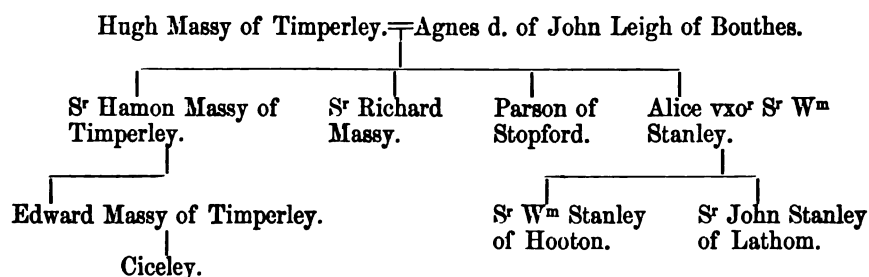 Hugh Massy of Timperley.=Agnes d. of John Leigh of Bouthes.
Sʳ Hamon Massy of Timperley.
Sʳ Richard Massy.
Parson of Stopford.
Alice vxoʳ Sʳ Wᵐ Stanley.
Edward Massy of Timperley.
Sʳ Wᵐ Stanley of Hooton.
Sʳ John Stanley of Lathom.
Ciceley.